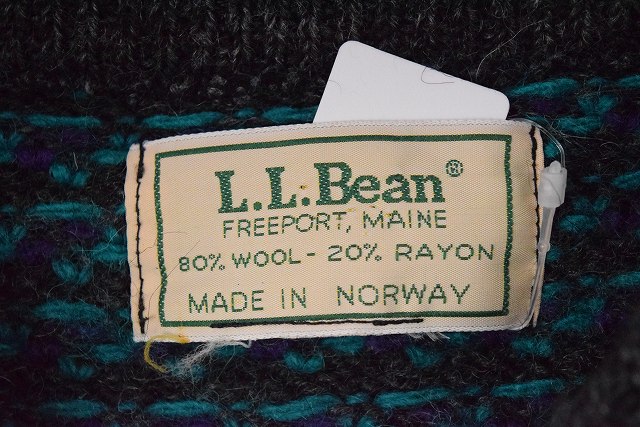 L.L.Bean®
FREEPORT, MAINE
80% WOOL - 20% RAYON
MADE IN NORWAY